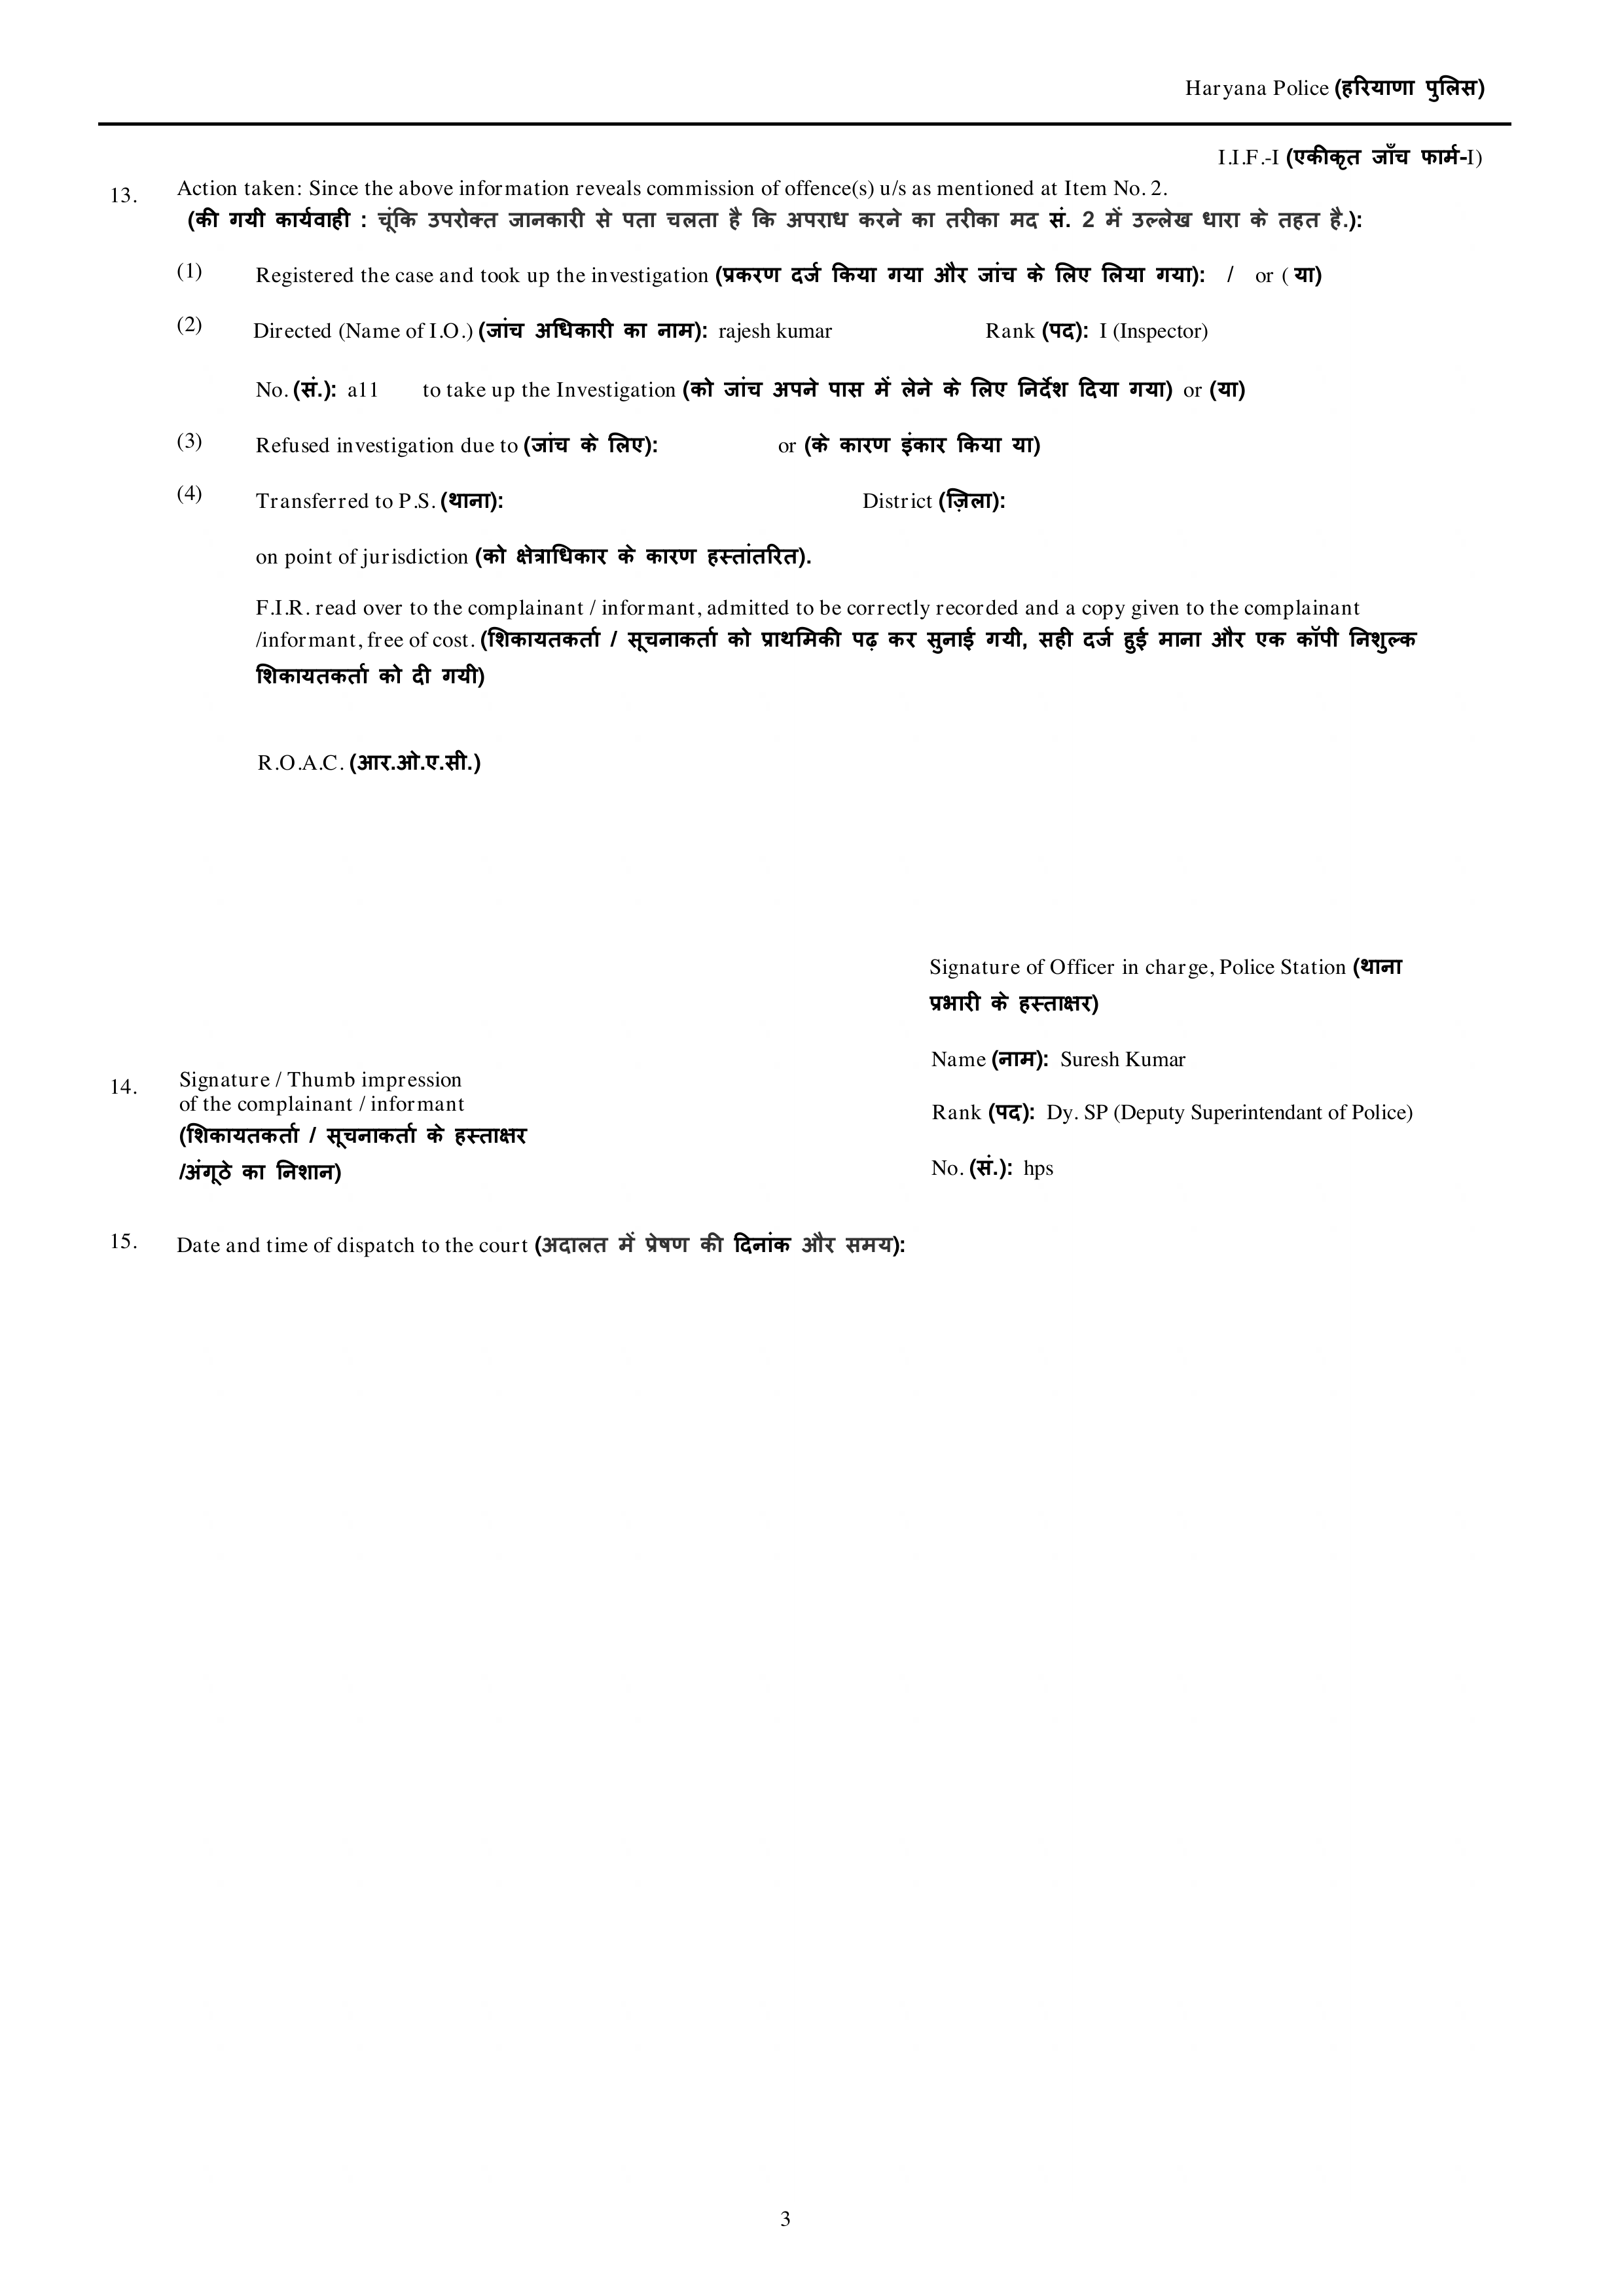 Haryana Police (हरियाणा पुलिस)
I.I.F.-I (एकीकृत जाँच फार्म-I)
13. Action taken: Since the above information reveals commission of offence(s) u/s as mentioned at Item No. 2.
(की गयी कार्यवाही : चूंकि उपरोक्त जानकारी से पता चलता है कि अपराध करने का तरीका मद सं. 2 में उल्लेख धारा के तहत है.):
(1) Registered the case and took up the investigation (प्रकरण दर्ज किया गया और जांच के लिए लिया गया): / or ( या)
(2) Directed (Name of I.O.) (जांच अधिकारी का नाम): rajesh kumar Rank (पद): I (Inspector)
No. (सं.): a11 to take up the Investigation (को जांच अपने पास में लेने के लिए निर्देश दिया गया) or (या)
(3) Refused investigation due to (जांच के लिए): or (के कारण इंकार किया या)
(4) Transferred to P.S. (थाना): District (ज़िला):
on point of jurisdiction (को क्षेत्राधिकार के कारण हस्तांतरित).
F.I.R. read over to the complainant / informant, admitted to be correctly recorded and a copy given to the complainant
/informant, free of cost. (शिकायतकर्ता / सूचनाकर्ता को प्राथमिकी पढ़ कर सुनाई गयी, सही दर्ज हुई माना और एक कॉपी निशुल्क
शिकायतकर्ता को दी गयी)
R.O.A.C. (आर.ओ.ए.सी.)
Signature of Officer in charge, Police Station (थाना
प्रभारी के हस्ताक्षर)
Name (नाम): Suresh Kumar
Rank (पद): Dy. SP (Deputy Superintendant of Police)
No. (सं.): hps
14. Signature / Thumb impression
of the complainant / informant
(शिकायतकर्ता / सूचनाकर्ता के हस्ताक्षर
/अंगूठे का निशान)
15. Date and time of dispatch to the court (अदालत में प्रेषण की दिनांक और समय):
3